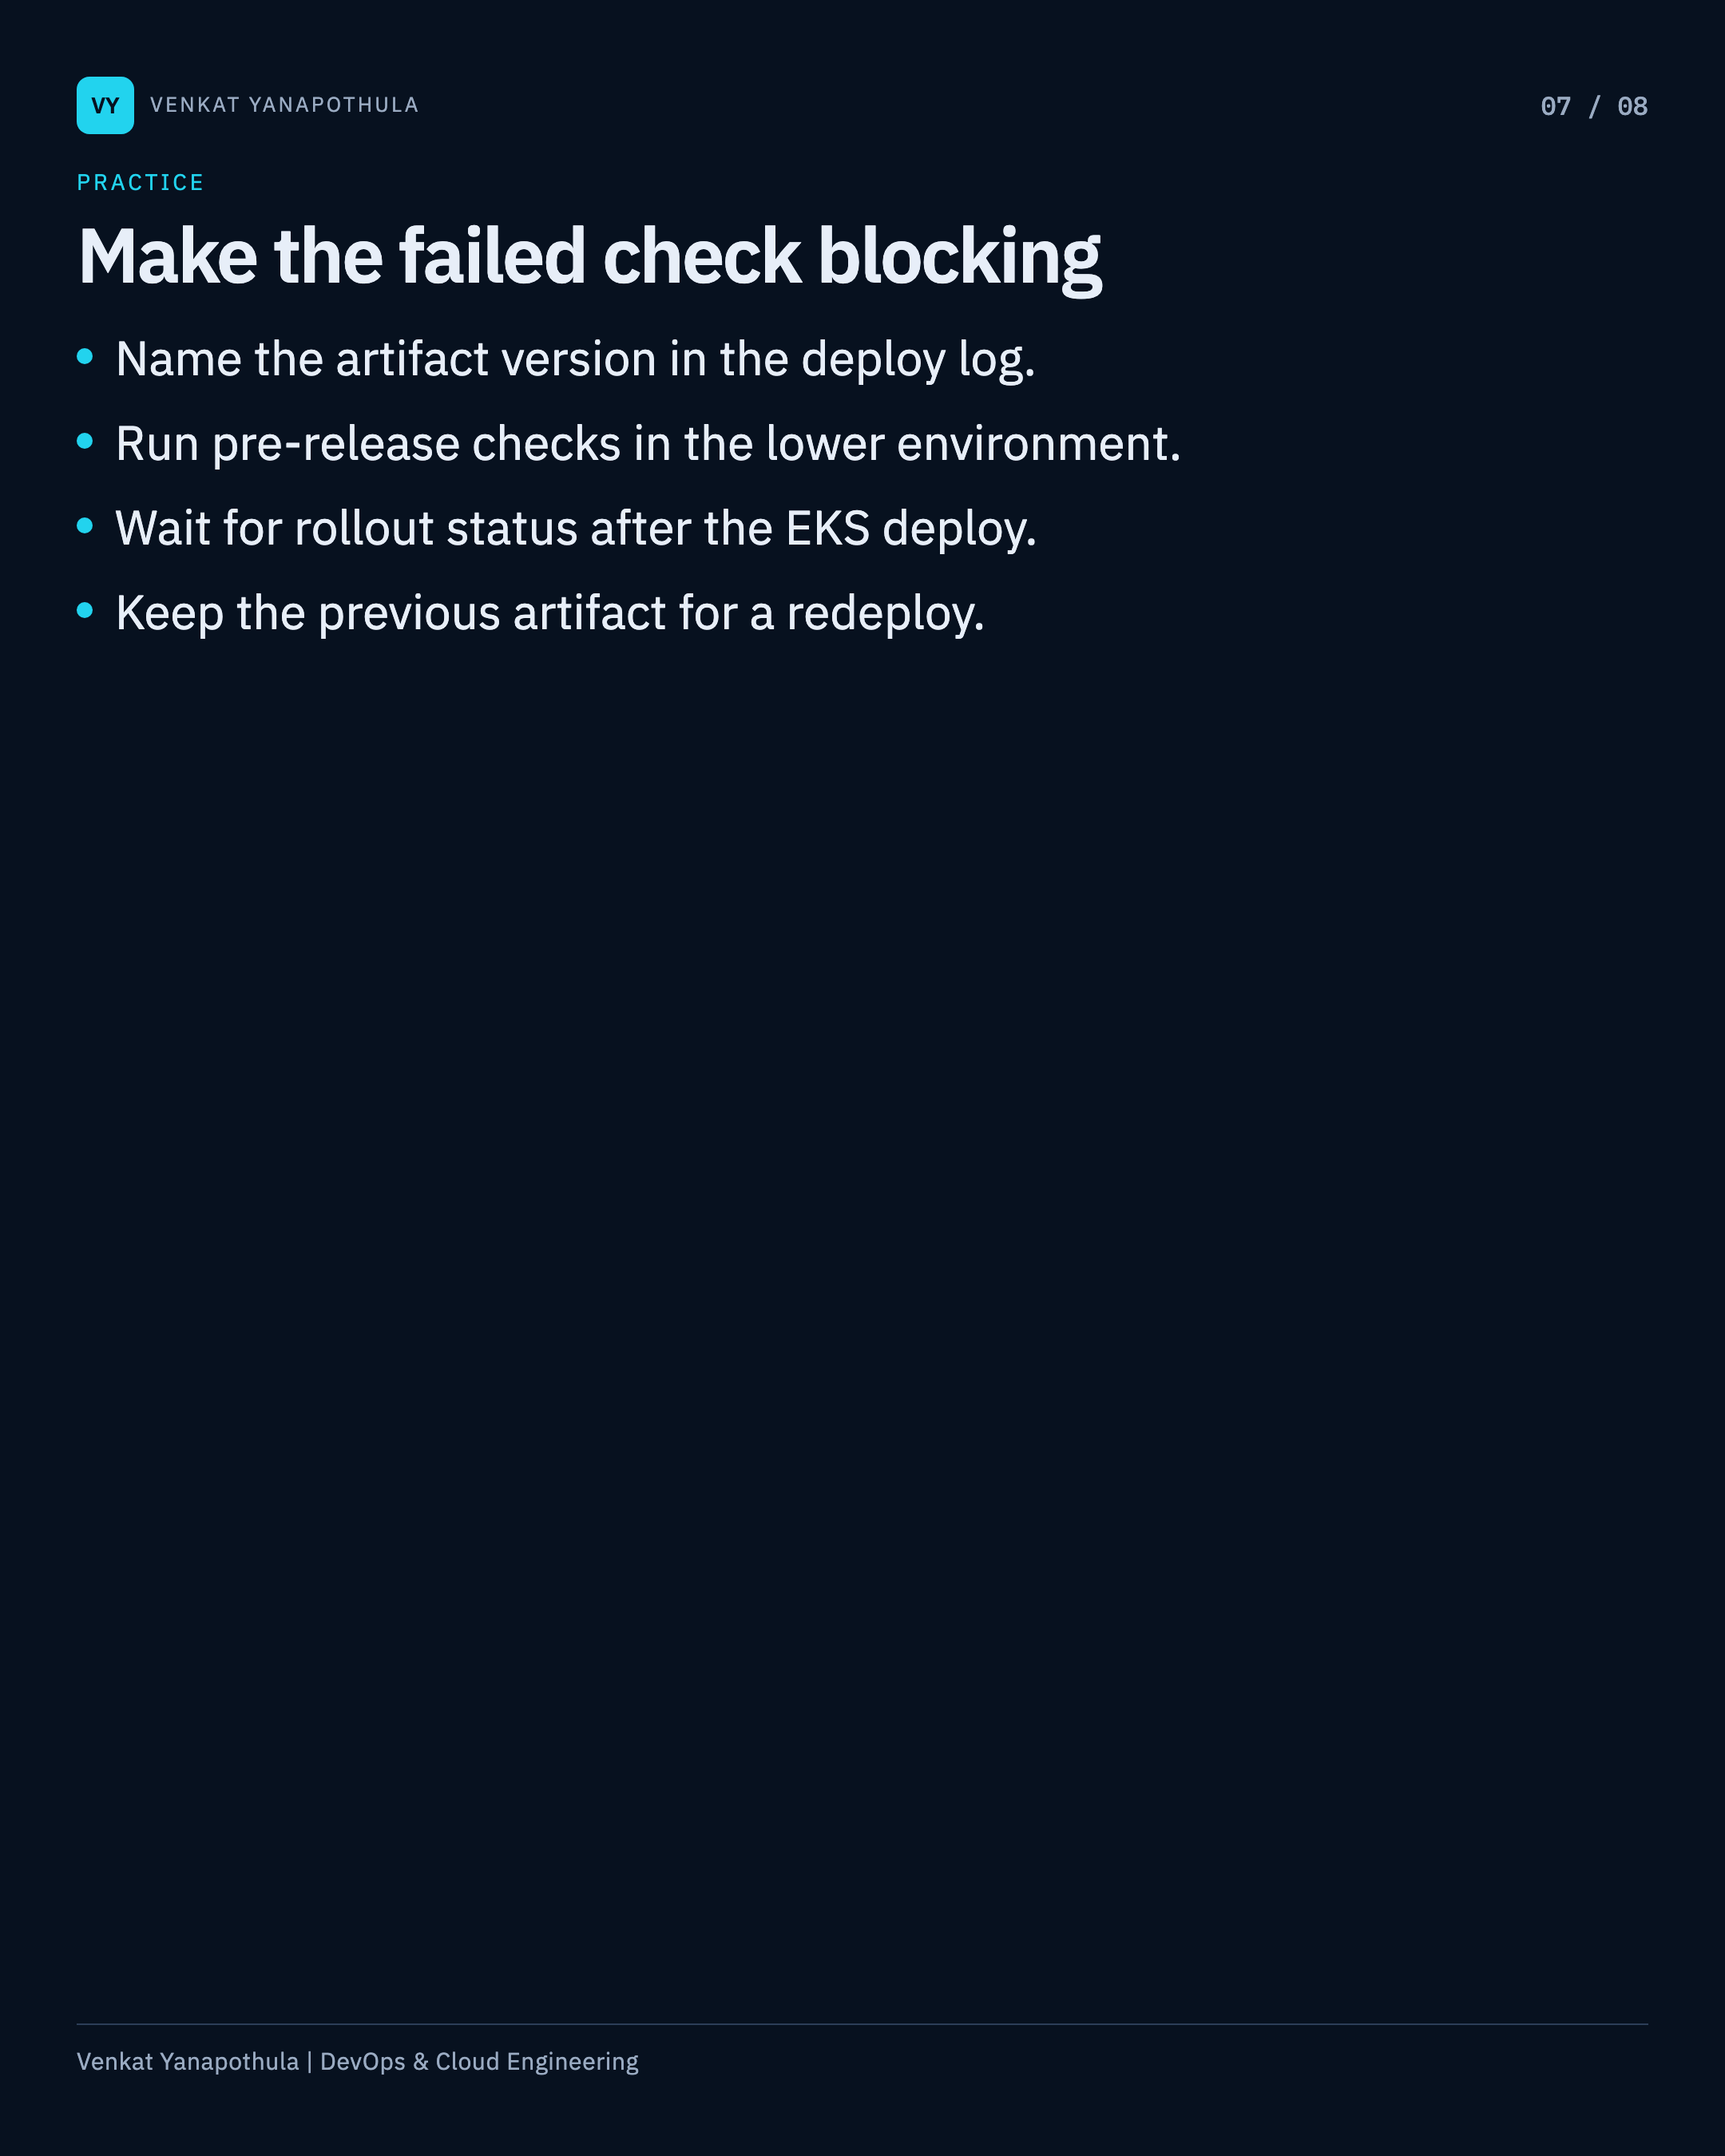 VY VENKAT YANAPOTHULA 07 / 08
PRACTICE
Make the failed check blocking
Name the artifact version in the deploy log.
Run pre-release checks in the lower environment.
Wait for rollout status after the EKS deploy.
Keep the previous artifact for a redeploy.
Venkat Yanapothula | DevOps & Cloud Engineering